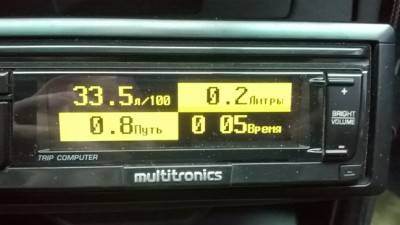 33.5л/100 0.2Литры
0.8Путь 0 05Время
+
BRIGHT
VOLUME
−
TRIP COMPUTER
multitronics